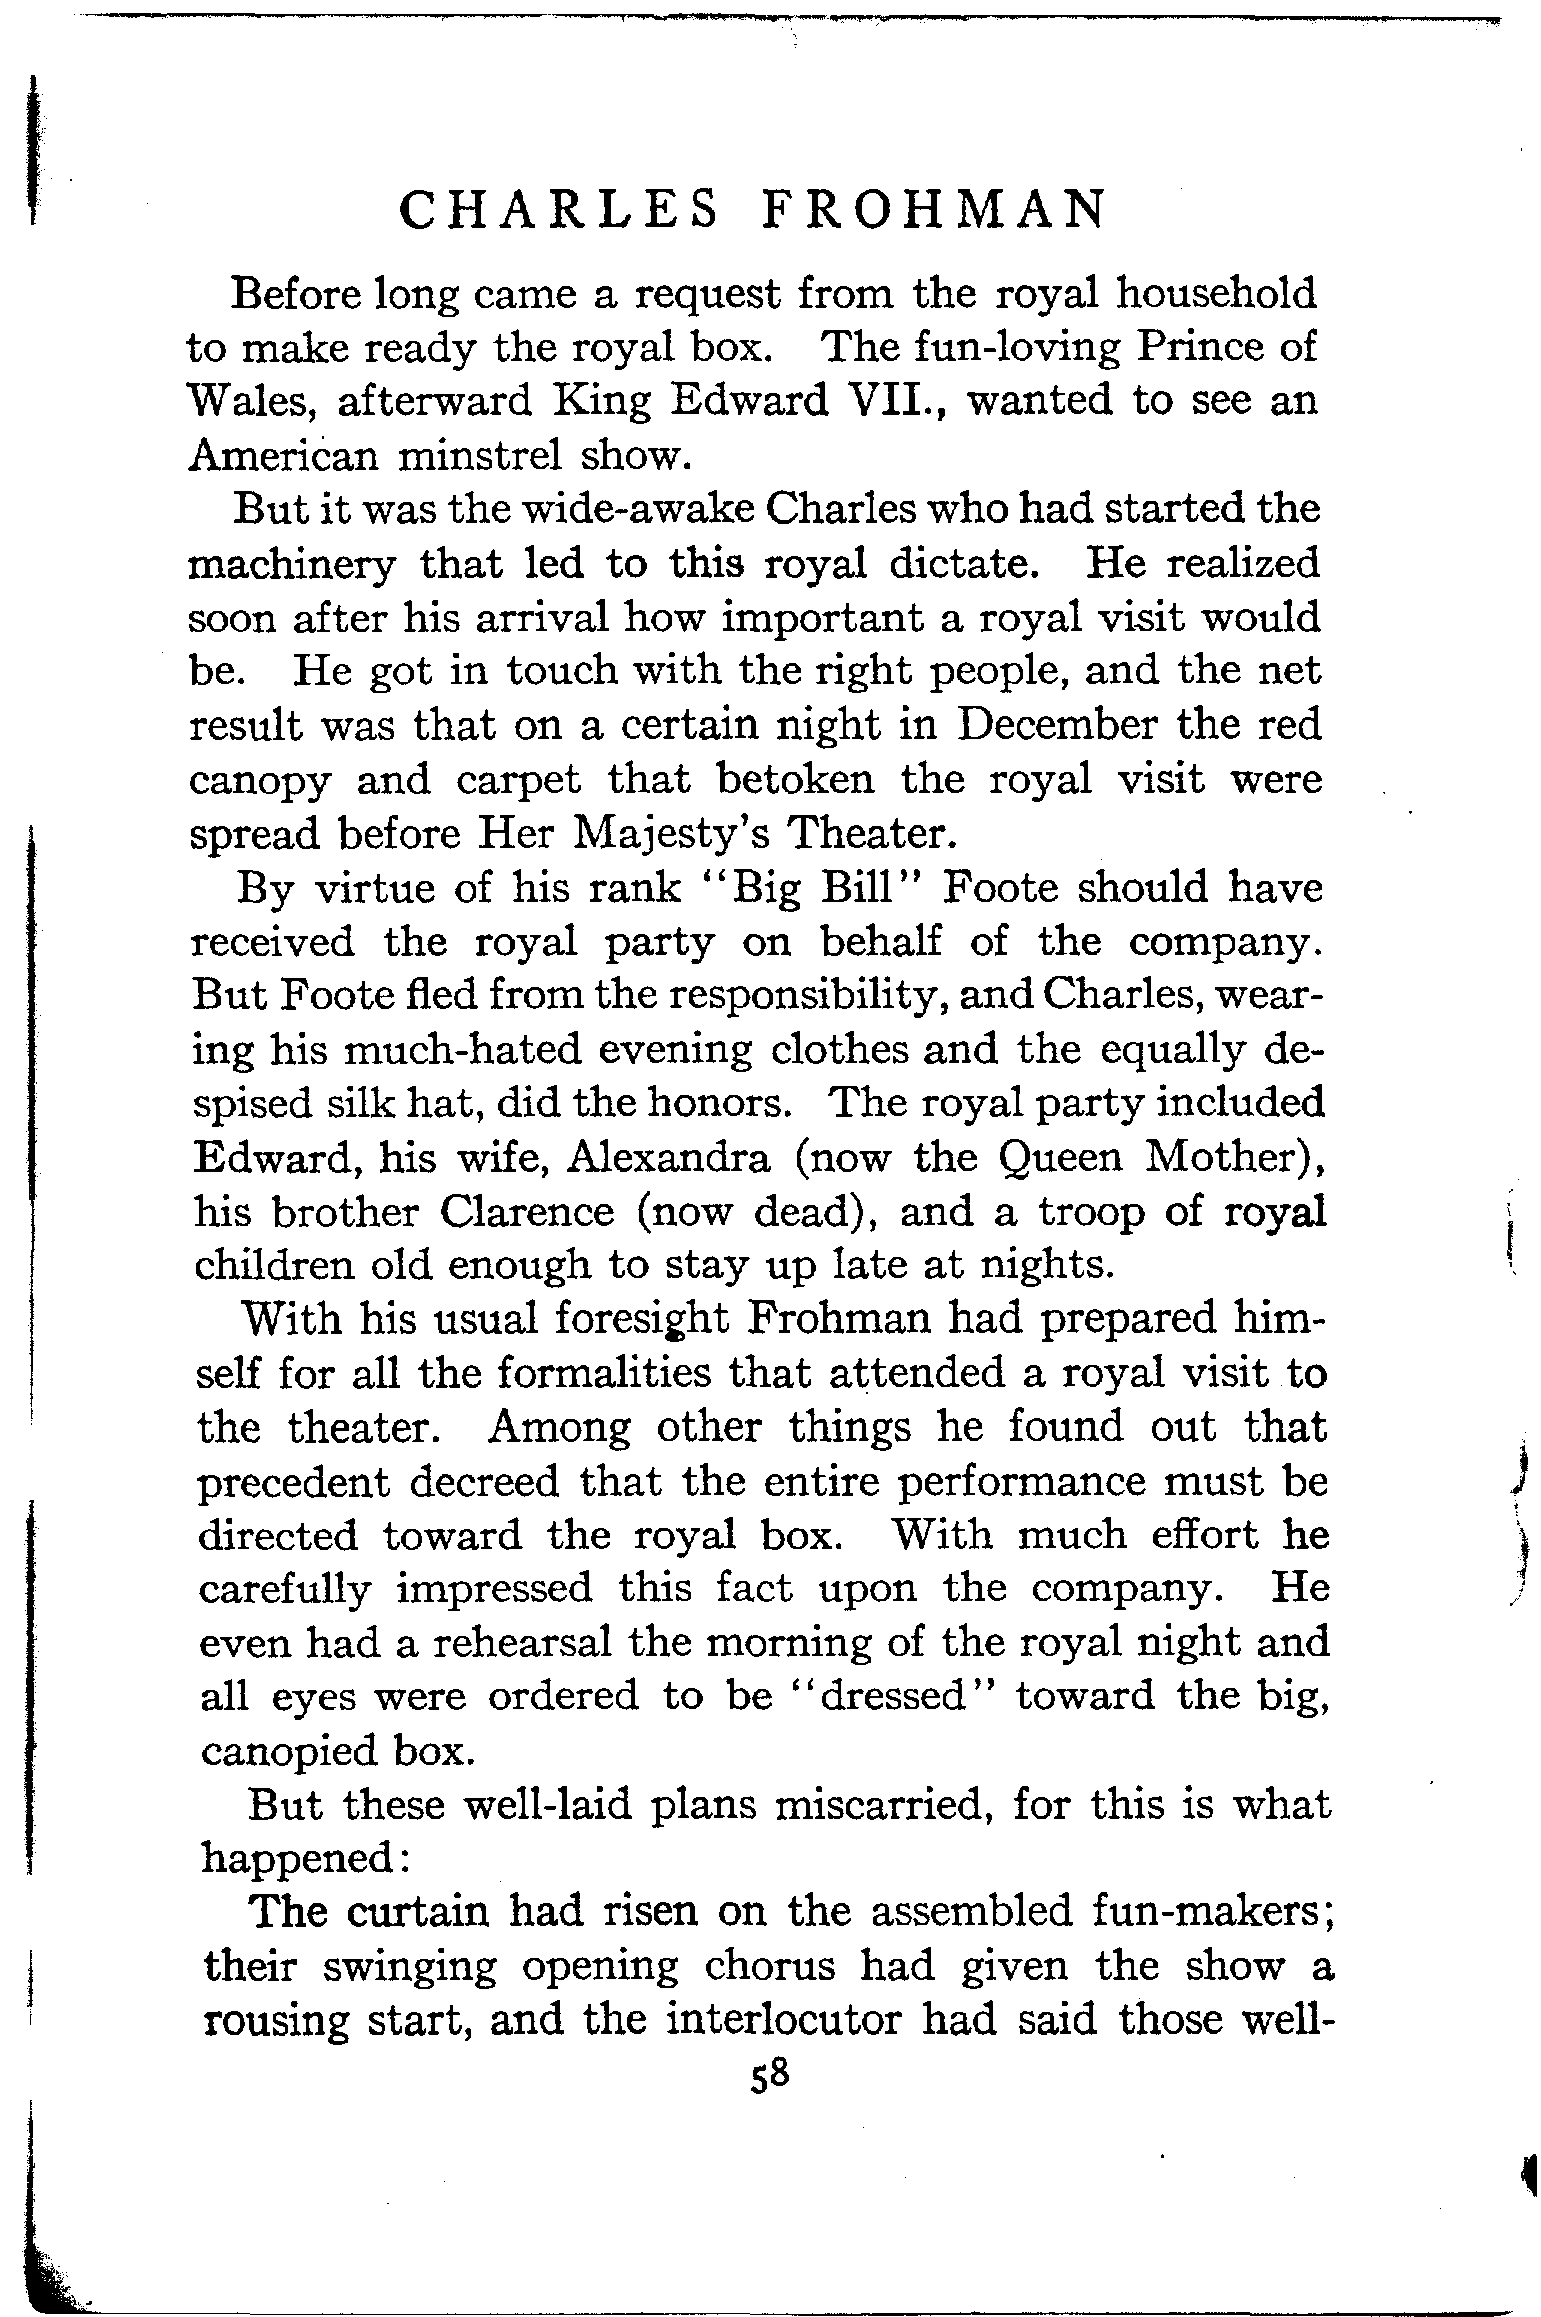 CHARLES FROHMAN
Before long came a request from the royal household
to make ready the royal box. The fun-loving Prince of
Wales, afterward King Edward VII., wanted to see an
American minstrel show.
But it was the wide-awake Charles who had started the
machinery that led to this royal dictate. He realized
soon after his arrival how important a royal visit would
be. He got in touch with the right people, and the net
result was that on a certain night in December the red
canopy and carpet that betoken the royal visit were
spread before Her Majesty's Theater.
By virtue of his rank "Big Bill" Foote should have
received the royal party on behalf of the company.
But Foote fled from the responsibility, and Charles, wear-
ing his much-hated evening clothes and the equally de-
spised silk hat, did the honors. The royal party included
Edward, his wife, Alexandra (now the Queen Mother),
his brother Clarence (now dead), and a troop of royal
children old enough to stay up late at nights.
With his usual foresight Frohman had prepared him-
self for all the formalities that attended a royal visit to
the theater. Among other things he found out that
precedent decreed that the entire performance must be
directed toward the royal box. With much effort he
carefully impressed this fact upon the company. He
even had a rehearsal the morning of the royal night and
all eyes were ordered to be "dressed" toward the big,
canopied box.
But these well-laid plans miscarried, for this is what
happened:
The curtain had risen on the assembled fun-makers;
their swinging opening chorus had given the show a
rousing start, and the interlocutor had said those well-
58